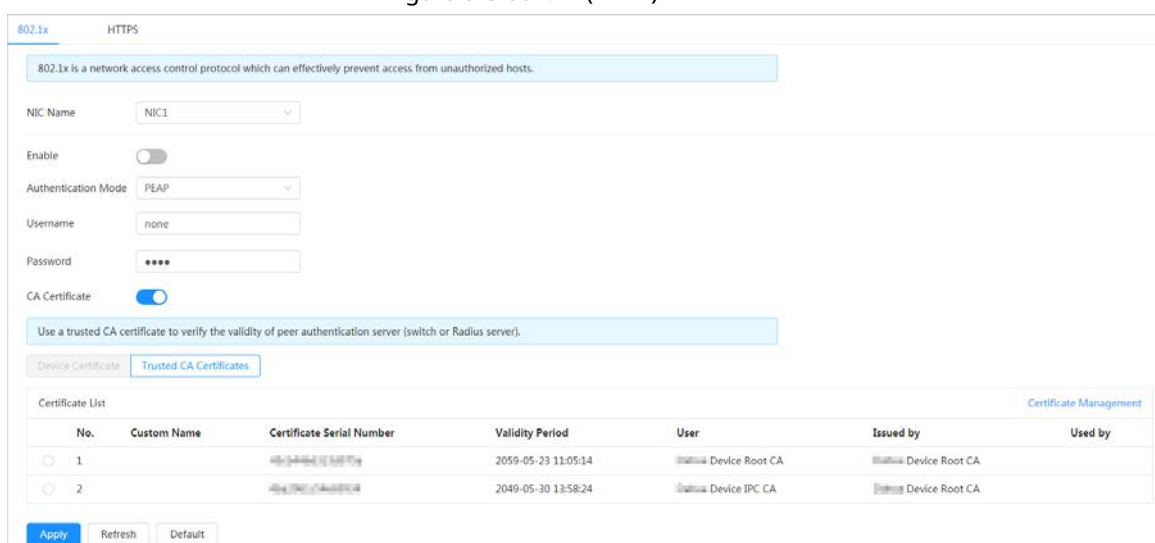 802.1x HTTPS
802.1x is a network access control protocol which can effectively prevent access from unauthorized hosts.
NIC Name NIC1
Enable
Authentication Mode PEAP
Username none
Password ••••
CA Certificate
Use a trusted CA certificate to verify the validity of peer authentication server (switch or Radius server).
Device Certificate Trusted CA Certificates
Certificate List Certificate Management
No. Custom Name Certificate Serial Number Validity Period User Issued by Used by
1 2059-05-23 11:05:14 Device Root CA Device Root CA
2 2049-05-30 13:58:24 Device IPC CA Device Root CA
Apply Refresh Default